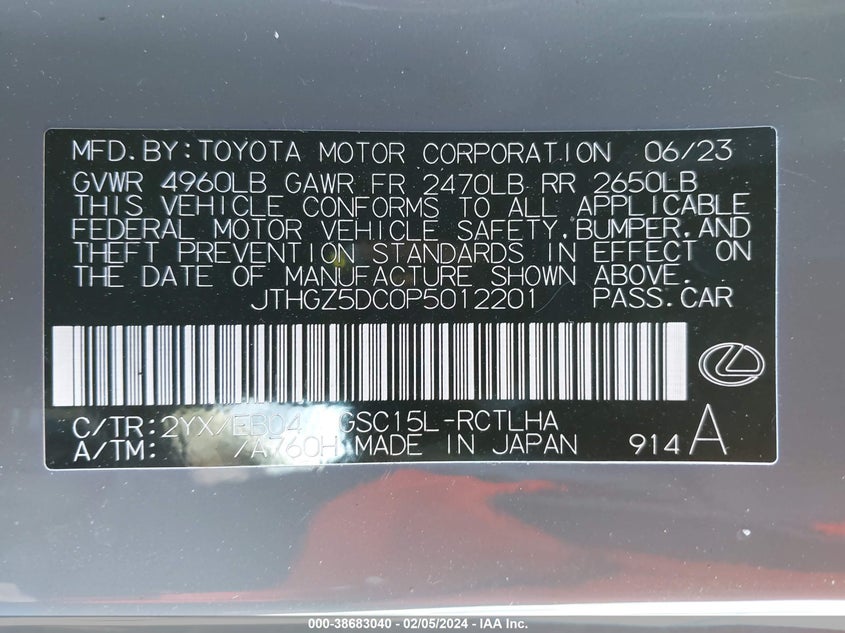 MFD.BY:TOYOTA MOTOR CORPORATION 06/23
GVWR 4960LB GAWR FR 2470LB RR 2650LB
THIS VEHICLE CONFORMS TO ALL APPLICABLE
FEDERAL MOTOR VEHICLE SAFETY,BUMPER,AND
THEFT PREVENTION STANDARDS IN EFFECT ON
THE DATE OF MANUFACTURE SHOWN ABOVE.
JTHGZ5DC0P5012201 PASS.CAR
C/TR:2YX/EB04 GSC15L-RCTLHA
A/TM: /A760H MADE IN JAPAN 914 A
000-38683040 - 02/05/2024 - IAA Inc.